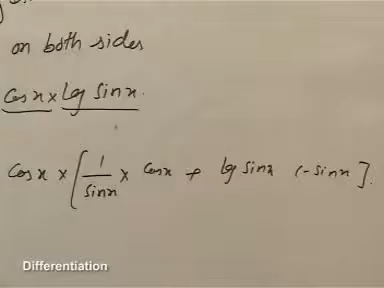 on both sides
Cos x × log Sin x.
Cos x × [ 1/Sin x × Cos x + log Sin x (-Sin x ].
Differentiation